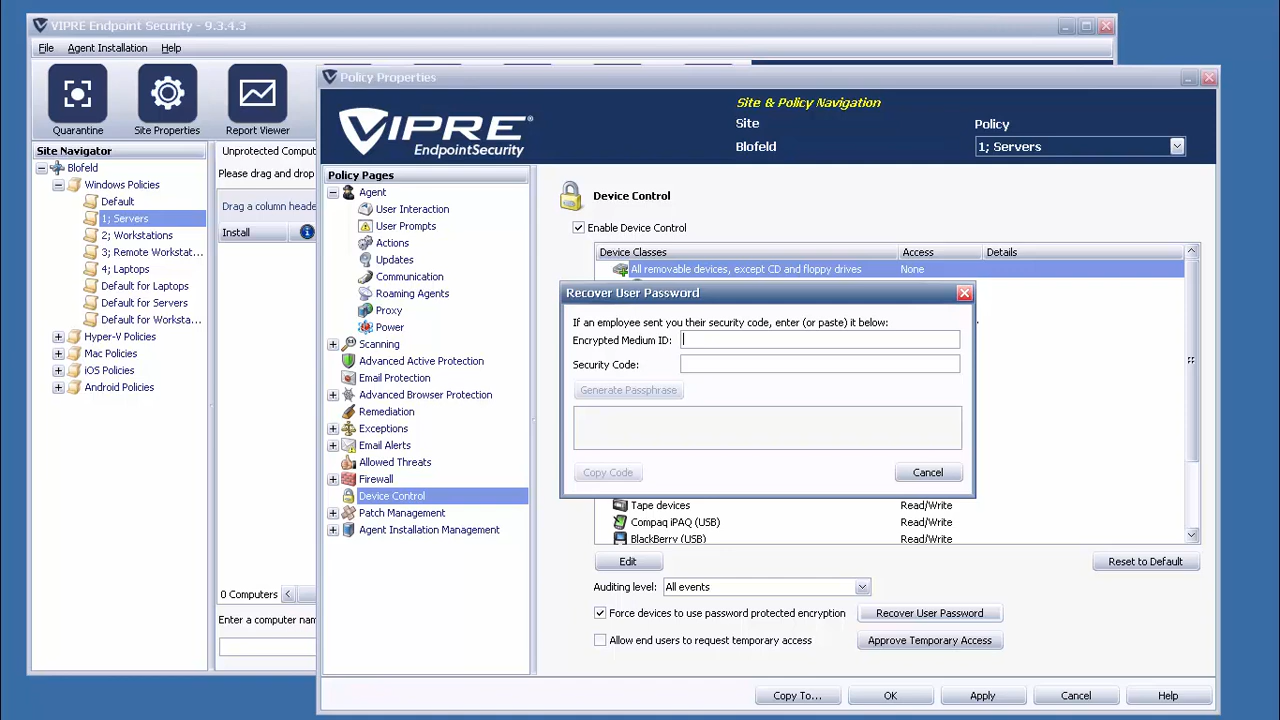 VIPRE Endpoint Security - 9.3.4.3
File Agent Installation Help
Quarantine
Site Properties
Report Viewer
Site Navigator
Blofeld
Windows Policies
Default
1; Servers
2; Workstations
3; Remote Workstat...
4; Laptops
Default for Laptops
Default for Servers
Default for Worksta...
Hyper-V Policies
Mac Policies
iOS Policies
Android Policies
Unprotected Comput
Please drag and drop
Drag a column heade
Install
0 Computers
Enter a computer nam
Policy Properties
VIPRE®
EndpointSecurity
Site & Policy Navigation
Site
Blofeld
Policy
1; Servers
Policy Pages
Agent
User Interaction
User Prompts
Actions
Updates
Communication
Roaming Agents
Proxy
Power
Scanning
Advanced Active Protection
Email Protection
Advanced Browser Protection
Remediation
Exceptions
Email Alerts
Allowed Threats
Firewall
Device Control
Patch Management
Agent Installation Management
Device Control
Enable Device Control
Device Classes Access Details
All removable devices, except CD and floppy drives None
Recover User Password
If an employee sent you their security code, enter (or paste) it below:
Encrypted Medium ID:
Security Code:
Generate Passphrase
Copy Code
Cancel
Tape devices Read/Write
Compaq iPAQ (USB) Read/Write
BlackBerry (USB) Read/Write
Edit
Reset to Default
Auditing level: All events
Force devices to use password protected encryption
Recover User Password
Allow end users to request temporary access
Approve Temporary Access
Copy To...
OK
Apply
Cancel
Help